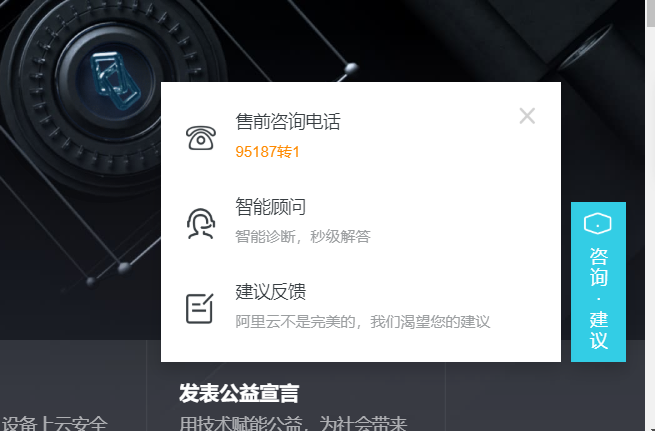 售前咨询电话
95187转1
智能顾问
智能诊断，秒级解答
建议反馈
阿里云不是完美的，我们渴望您的建议
咨询·建议
发表公益宣言
设备上云安全
用技术赋能公益，为社会带来